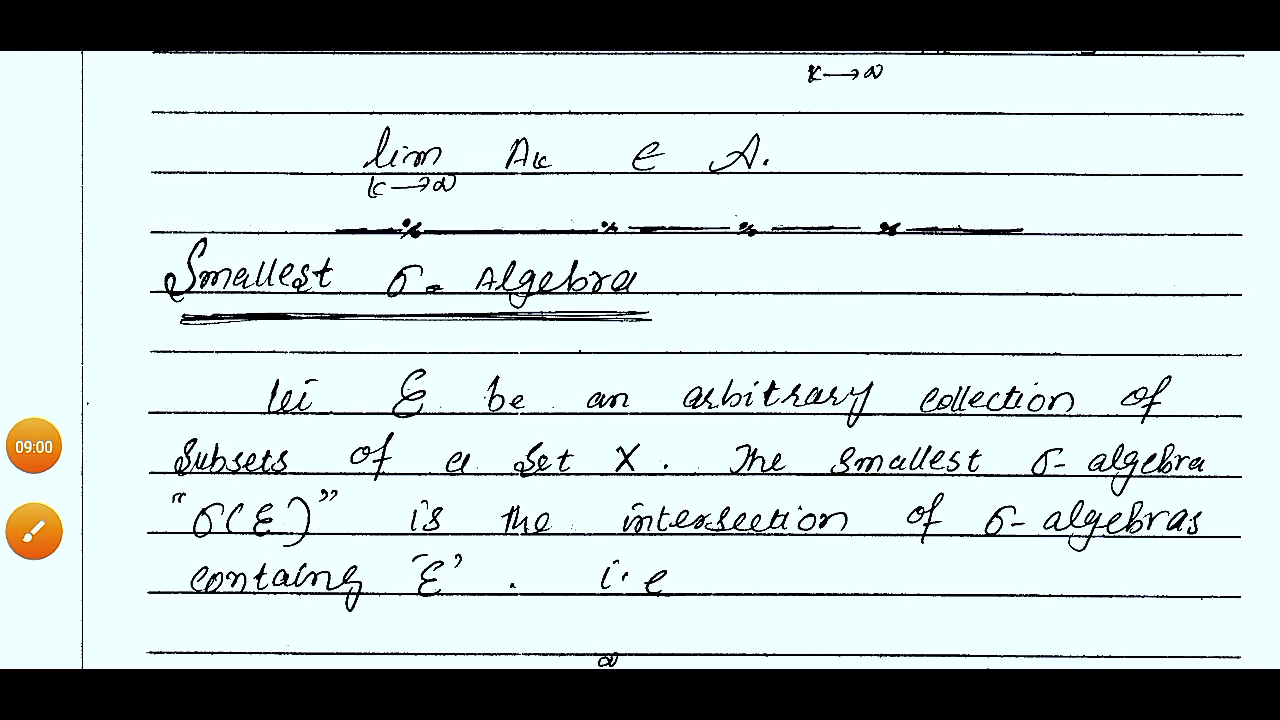 k→∞
lim Ak ∈ A.
k→∞
Smallest σ- Algebra
let ℰ be an arbitrary collection of
Subsets of a Set X. The smallest σ- algebra
"σ(ℰ)" is the intersection of σ- algebras
containg 'ℰ'. i.e
∞
09:00